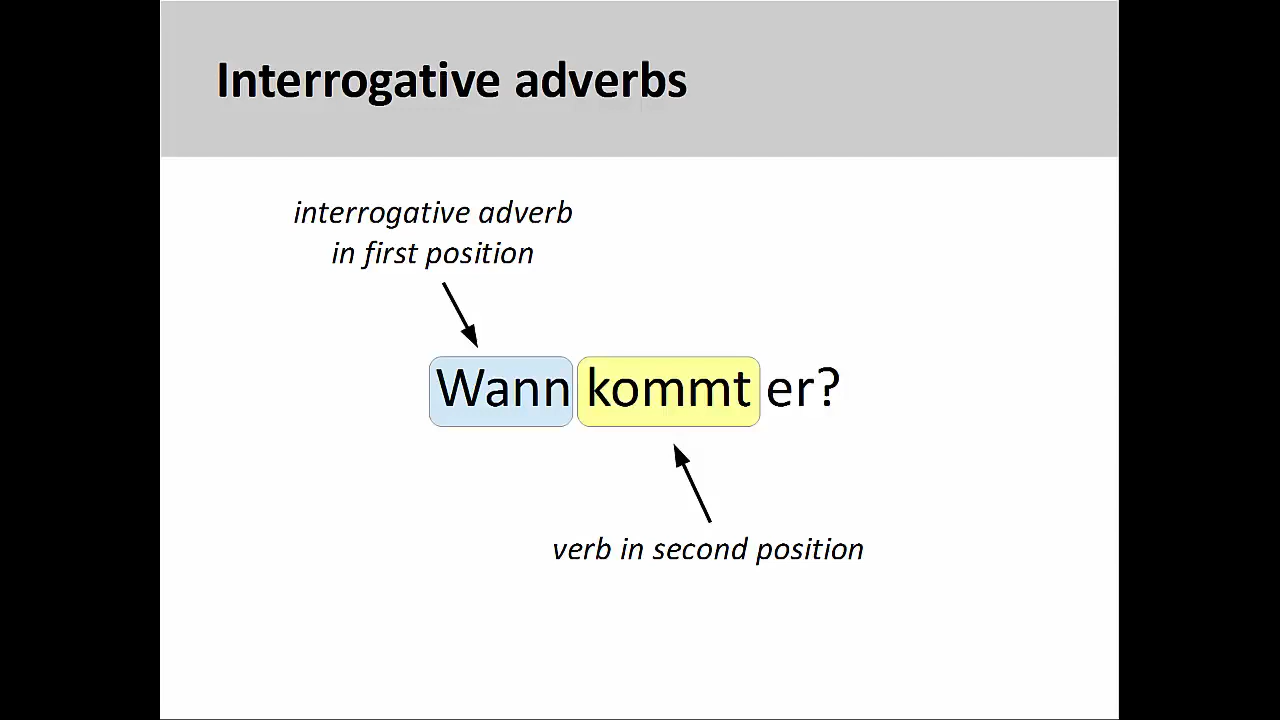 Interrogative adverbs
interrogative adverb
in first position
Wann kommt er?
verb in second position